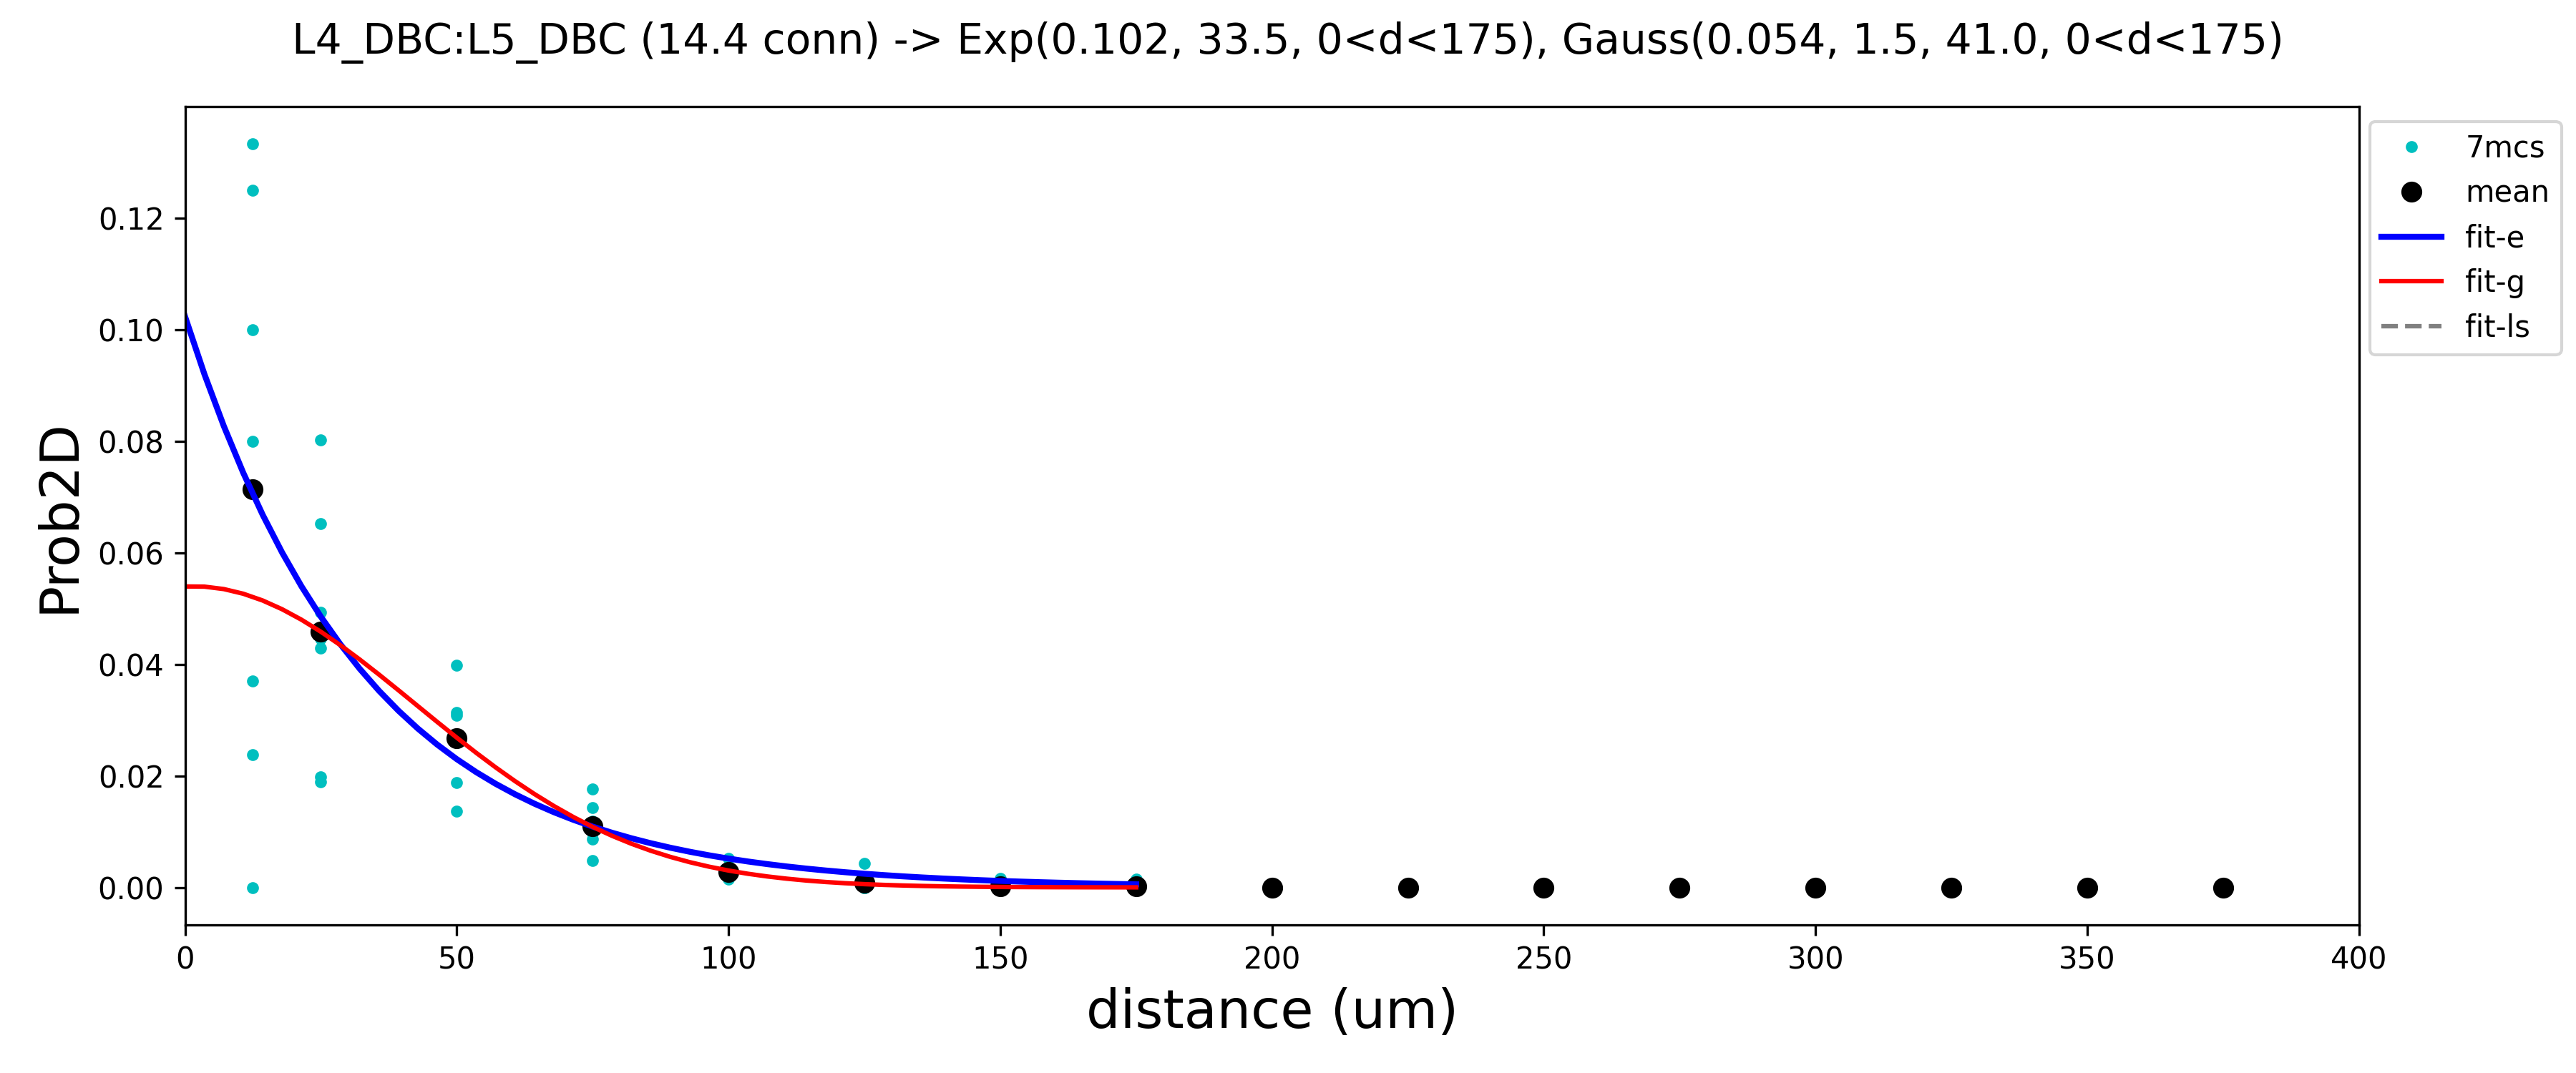 L4_DBC:L5_DBC (14.4 conn) -> Exp(0.102, 33.5, 0<d<175), Gauss(0.054, 1.5, 41.0, 0<d<175)
7mcs
mean
fit-e
fit-g
fit-ls
Prob2D
0.12
0.10
0.08
0.06
0.04
0.02
0.00
0 50 100 150 200 250 300 350 400
distance (um)